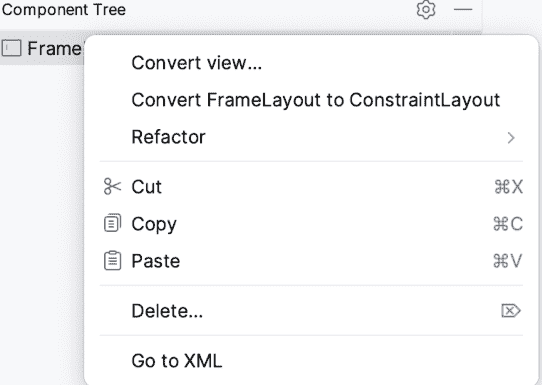 Component Tree
Frame
Convert view...
Convert FrameLayout to ConstraintLayout
Refactor
Cut ⌘X
Copy ⌘C
Paste ⌘V
Delete...
Go to XML